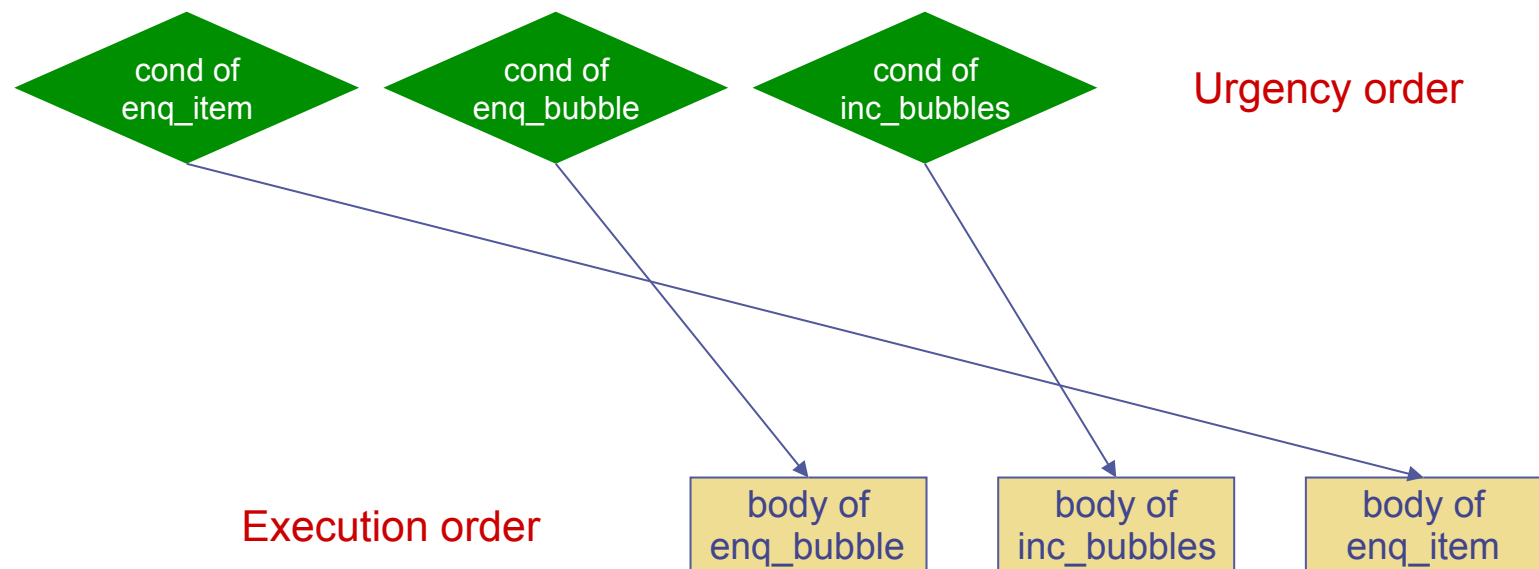 cond of
enq_item
cond of
enq_bubble
cond of
inc_bubbles
Urgency order
Execution order
body of
enq_bubble
body of
inc_bubbles
body of
enq_item